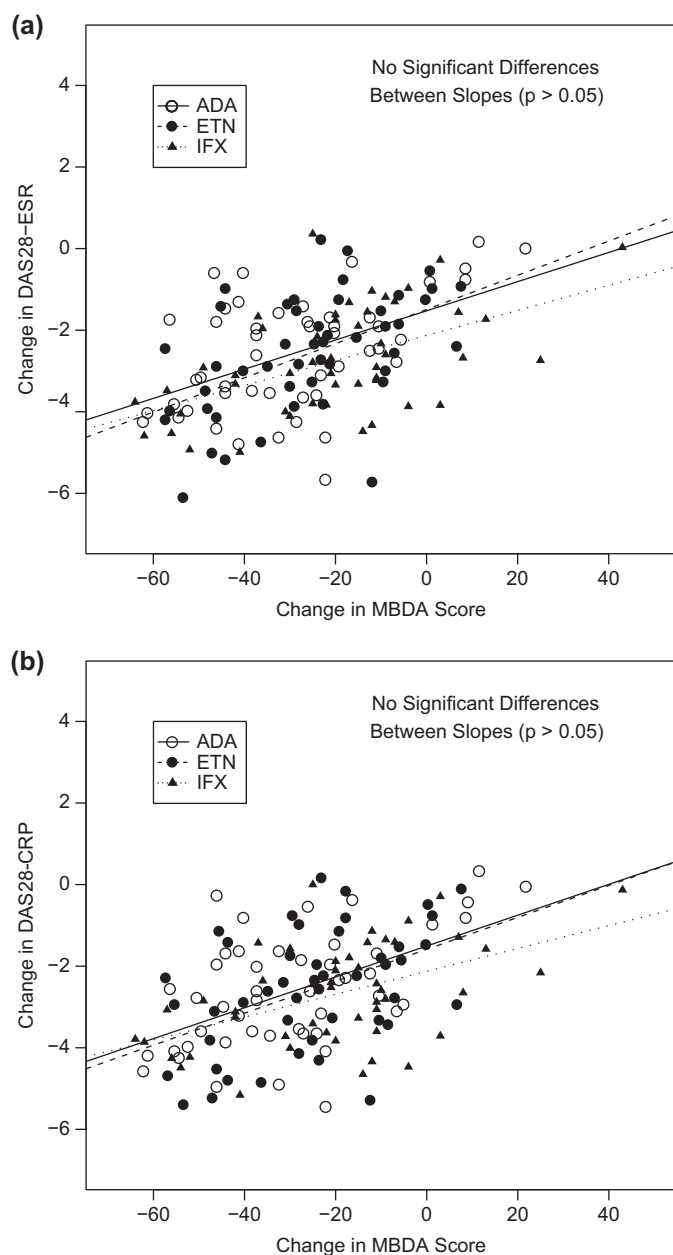 (a)
No Significant Differences
Between Slopes (p > 0.05)
ADA
ETN
IFX
4
2
0
−2
−4
−6
Change in DAS28−ESR
−60
−40
−20
0
20
40
Change in MBDA Score
(b)
No Significant Differences
Between Slopes (p > 0.05)
ADA
ETN
IFX
4
2
0
−2
−4
−6
Change in DAS28-CRP
−60
−40
−20
0
20
40
Change in MBDA Score